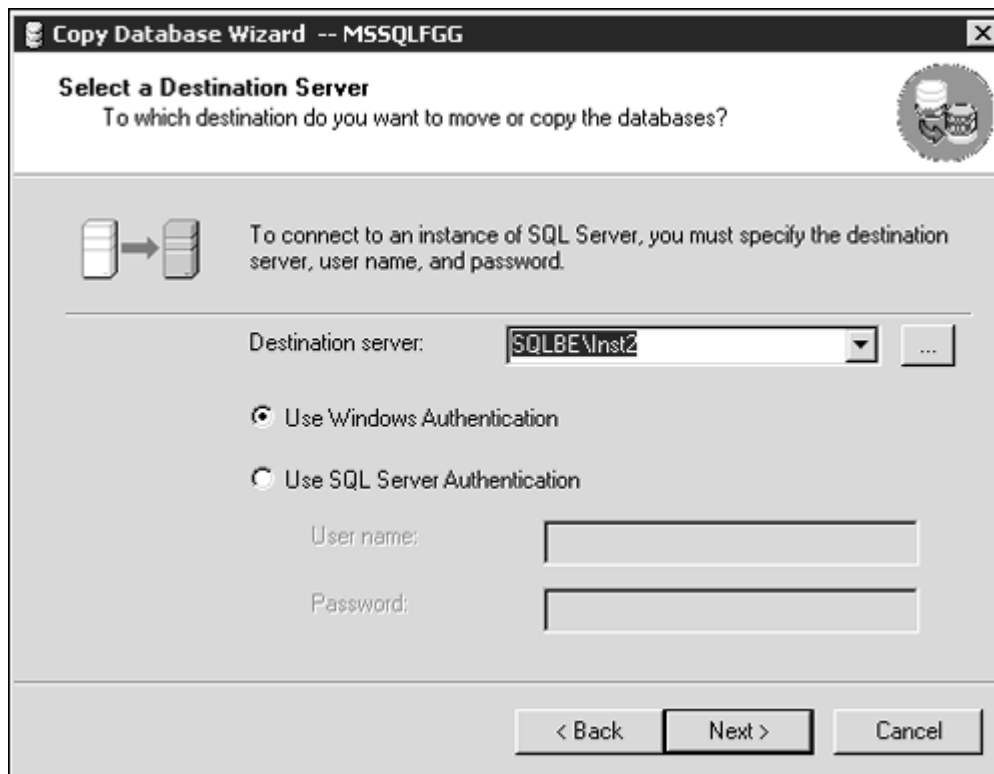 Copy Database Wizard -- MSSQLFGG
Select a Destination Server
To which destination do you want to move or copy the databases?
To connect to an instance of SQL Server, you must specify the destination
server, user name, and password.
Destination server: SQLBE\Inst2 ...
Use Windows Authentication
Use SQL Server Authentication
User name:
Password:
< Back Next > Cancel